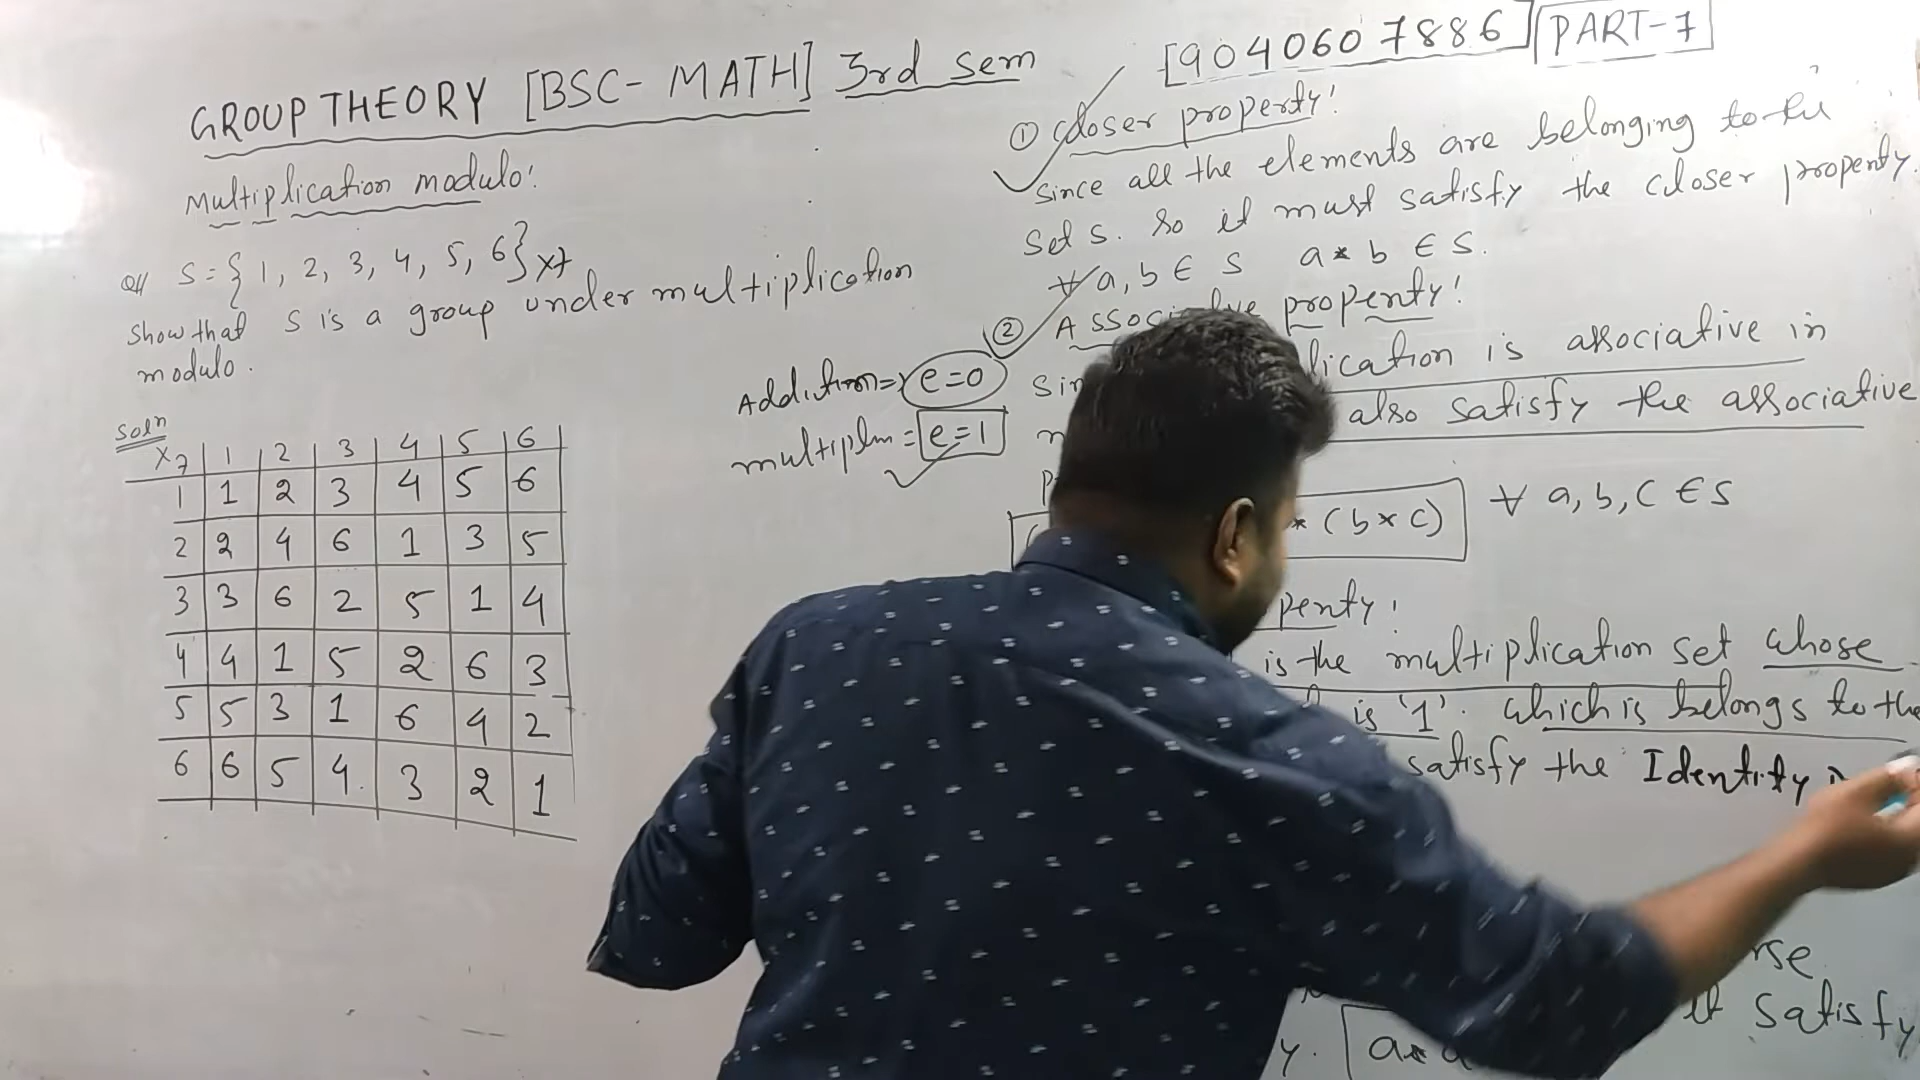 GROUP THEORY [BSC- MATH] 3rd sem
Multiplication modulo!
Q// S = { 1, 2, 3, 4, 5, 6 } x7
Show that S is a group under multiplication
modulo.
Soln
x7 1 2 3 4 5 6
1 1 2 3 4 5 6
2 2 4 6 1 3 5
3 3 6 2 5 1 4
4 4 1 5 2 6 3
5 5 3 1 6 4 2
6 6 5 4 3 2 1
Addition => e=0
multiplm = e=1
[9040607886] PART-7
① closer property!
Since all the elements are belonging to the
set s. so it must satisfy the closer property.
∀ a, b ∈ S a * b ∈ S.
② Associative property!
lication is associative in
also satisfy the associative
* (b * c) ∀ a, b, c ∈ S
perty!
is the multiplication set whose
is '1'. which is belongs to the
satisfy the Identity
rse
it satisfy
y. a*